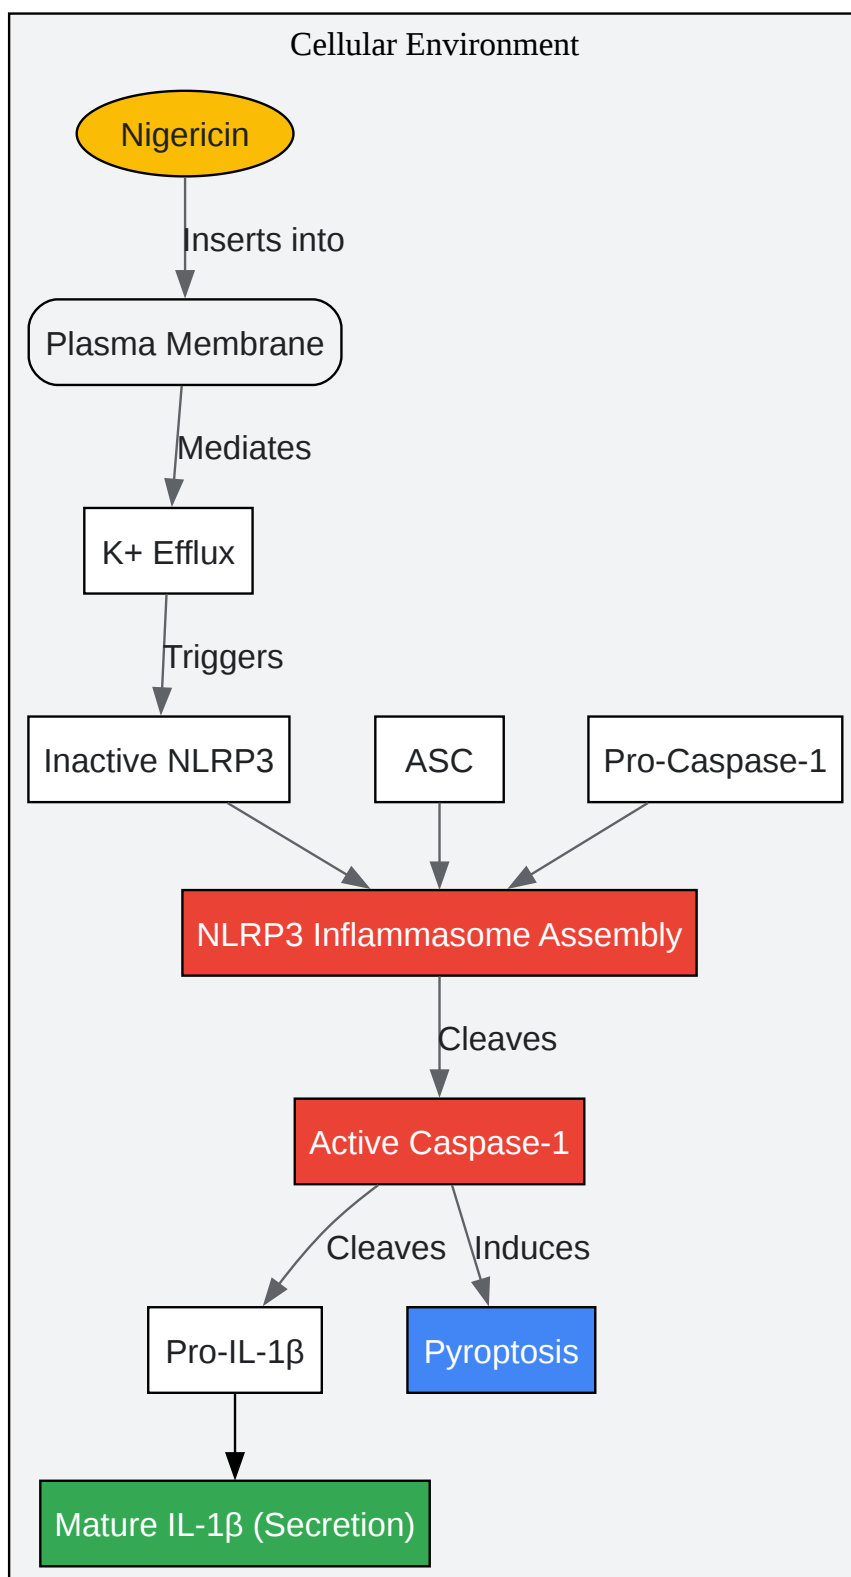 Cellular Environment
Nigericin
Inserts into
Plasma Membrane
Mediates
K+ Efflux
Triggers
Inactive NLRP3
ASC
Pro-Caspase-1
NLRP3 Inflammasome Assembly
Cleaves
Active Caspase-1
Cleaves
Induces
Pro-IL-1β
Pyroptosis
Mature IL-1β (Secretion)